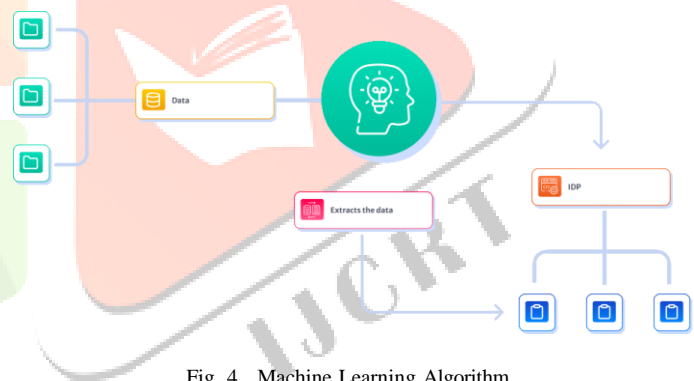 Data
IDP
Extracts the data
IJCRT
Fig. 4. Machine Learning Algorithm